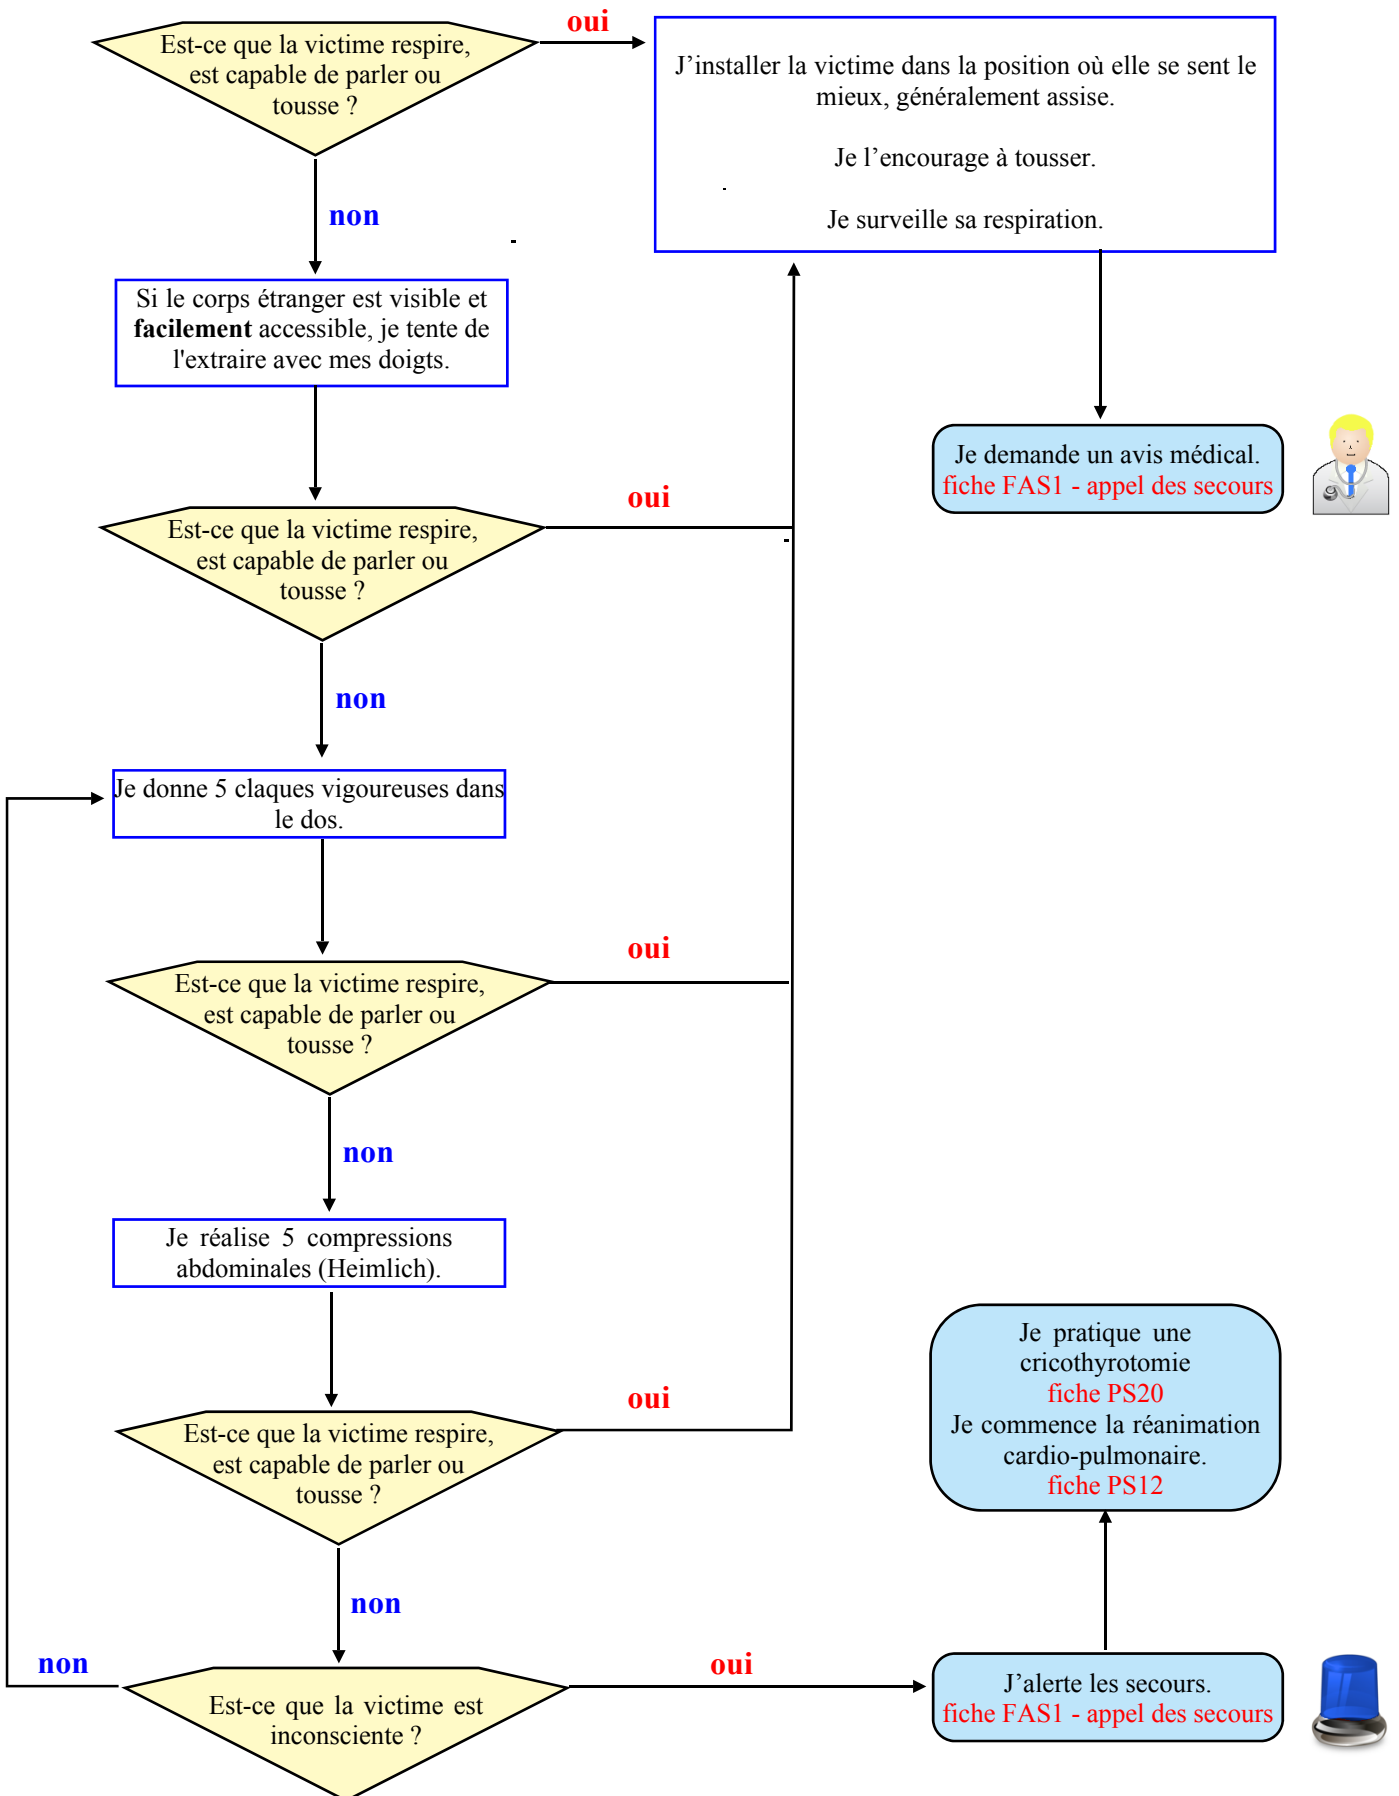 Est-ce que la victime respire,
est capable de parler ou
tousse ?
oui
J’installer la victime dans la position où elle se sent le
mieux, généralement assise.
Je l’encourage à tousser.
Je surveille sa respiration.
non
Si le corps étranger est visible et
facilement accessible, je tente de
l'extraire avec mes doigts.
Je demande un avis médical.
fiche FAS1 - appel des secours
Est-ce que la victime respire,
est capable de parler ou
tousse ?
oui
non
Je donne 5 claques vigoureuses dans
le dos.
Est-ce que la victime respire,
est capable de parler ou
tousse ?
oui
non
Je réalise 5 compressions
abdominales (Heimlich).
Est-ce que la victime respire,
est capable de parler ou
tousse ?
oui
non
Est-ce que la victime est
inconsciente ?
non
oui
J’alerte les secours.
fiche FAS1 - appel des secours
Je pratique une
cricothyrotomie
fiche PS20
Je commence la réanimation
cardio-pulmonaire.
fiche PS12